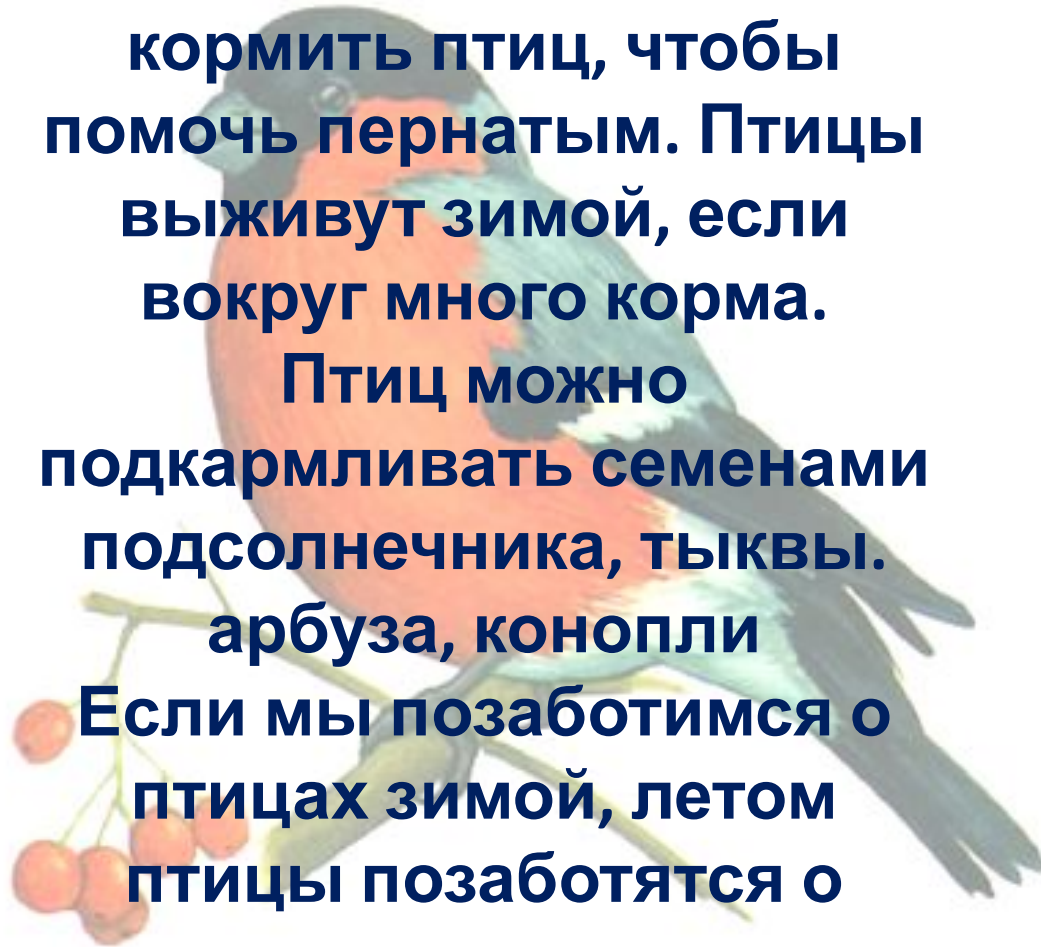 кормить птиц, чтобы
помочь пернатым. Птицы
выживут зимой, если
вокруг много корма.
Птиц можно
подкармливать семенами
подсолнечника, тыквы.
арбуза, конопли
Если мы позаботимся о
птицах зимой, летом
птицы позаботятся о